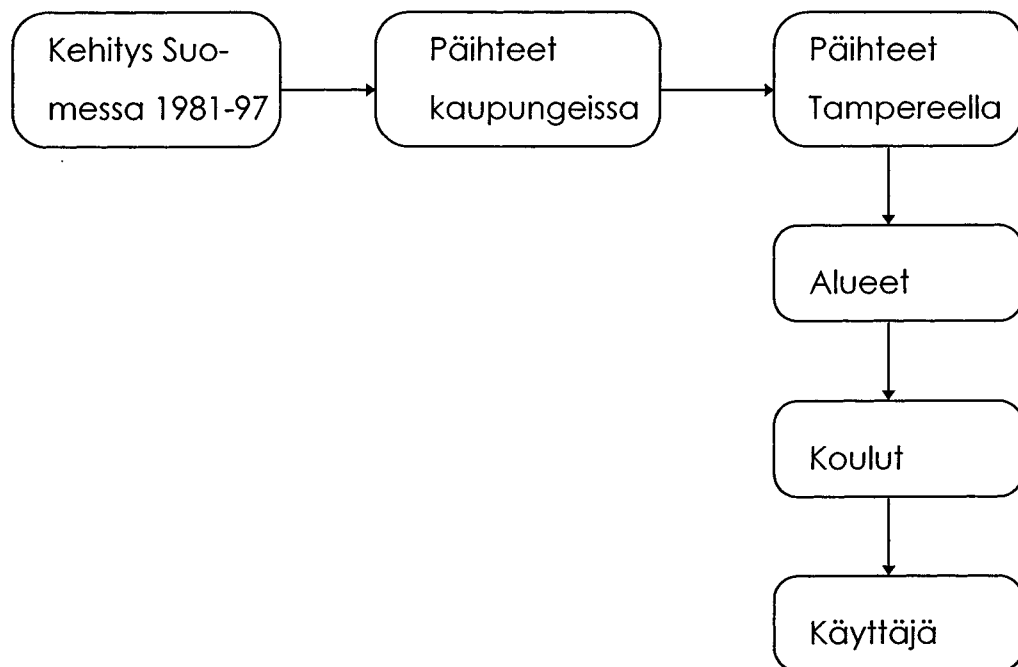 Kehitys Suo-
messa 1981-97
Päihteet
kaupungeissa
Päihteet
Tampereella
Alueet
Koulut
Käyttäjä